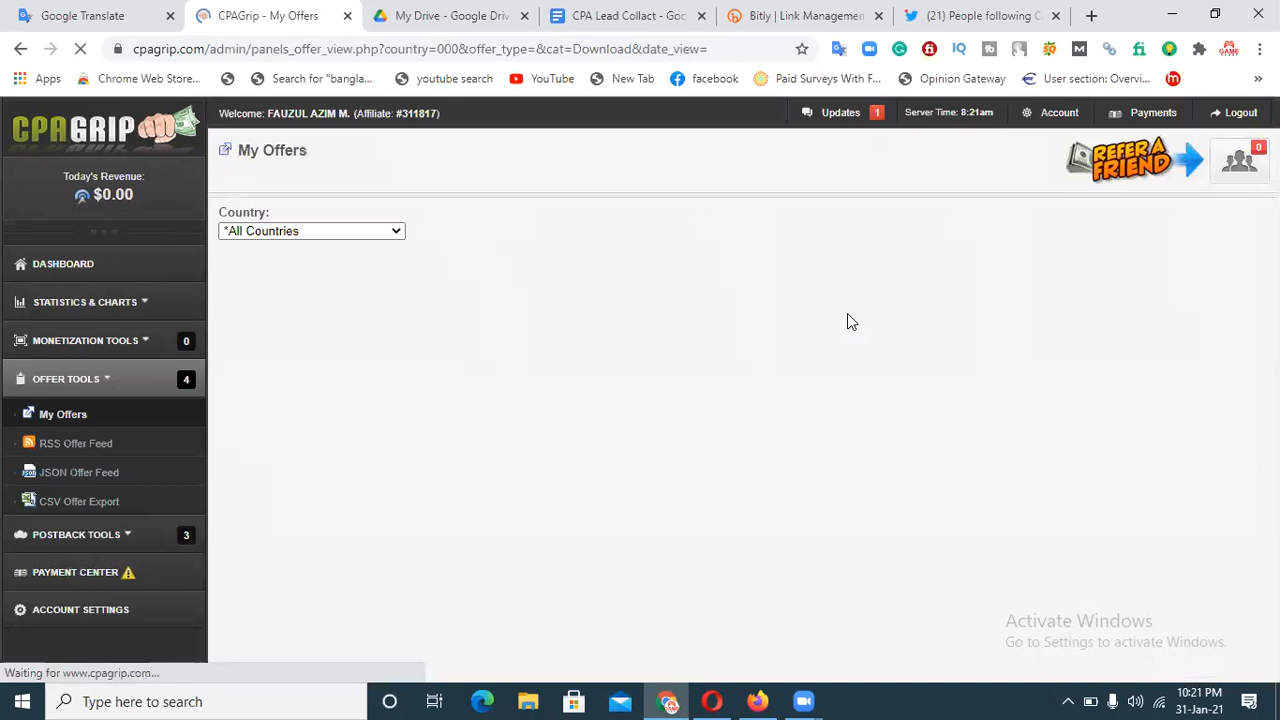 Google Translate
CPAGrip - My Offers
My Drive - Google Driv
CPA Lead Collact - Goo
Bitly | Link Managemen
(21) People following C
cpagrip.com/admin/panels_offer_view.php?country=000&offer_type=&cat=Download&date_view=
Apps
Chrome Web Store...
Search for "bangla...
youtube search
YouTube
New Tab
facebook
Paid Surveys With F...
Opinion Gateway
User section: Overvi...
CPAGRIP
Welcome: FAUZUL AZIM M. (Affiliate: #311817)
Updates 1
Server Time: 8:21am
Account
Payments
Logout
My Offers
REFER A FRIEND
0
Today's Revenue:
$0.00
Country:
*All Countries
DASHBOARD
STATISTICS & CHARTS
MONETIZATION TOOLS 0
OFFER TOOLS 4
My Offers
RSS Offer Feed
JSON Offer Feed
CSV Offer Export
POSTBACK TOOLS 3
PAYMENT CENTER
ACCOUNT SETTINGS
Activate Windows
Go to Settings to activate Windows.
Waiting for www.cpagrip.com...
Type here to search
10:21 PM
31-Jan-21